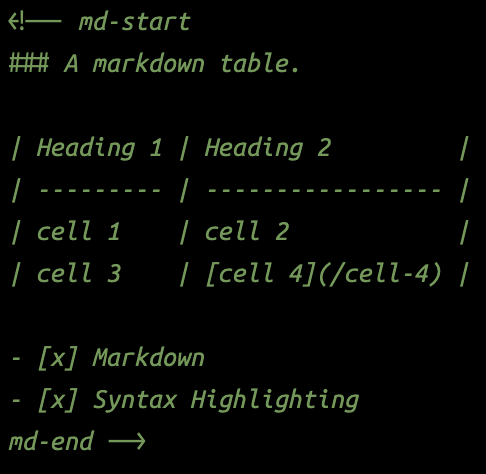 <!-- md-start
### A markdown table.

| Heading 1 | Heading 2         |
| --------- | ----------------- |
| cell 1    | cell 2            |
| cell 3    | [cell 4](/cell-4) |

- [x] Markdown
- [x] Syntax Highlighting
md-end -->